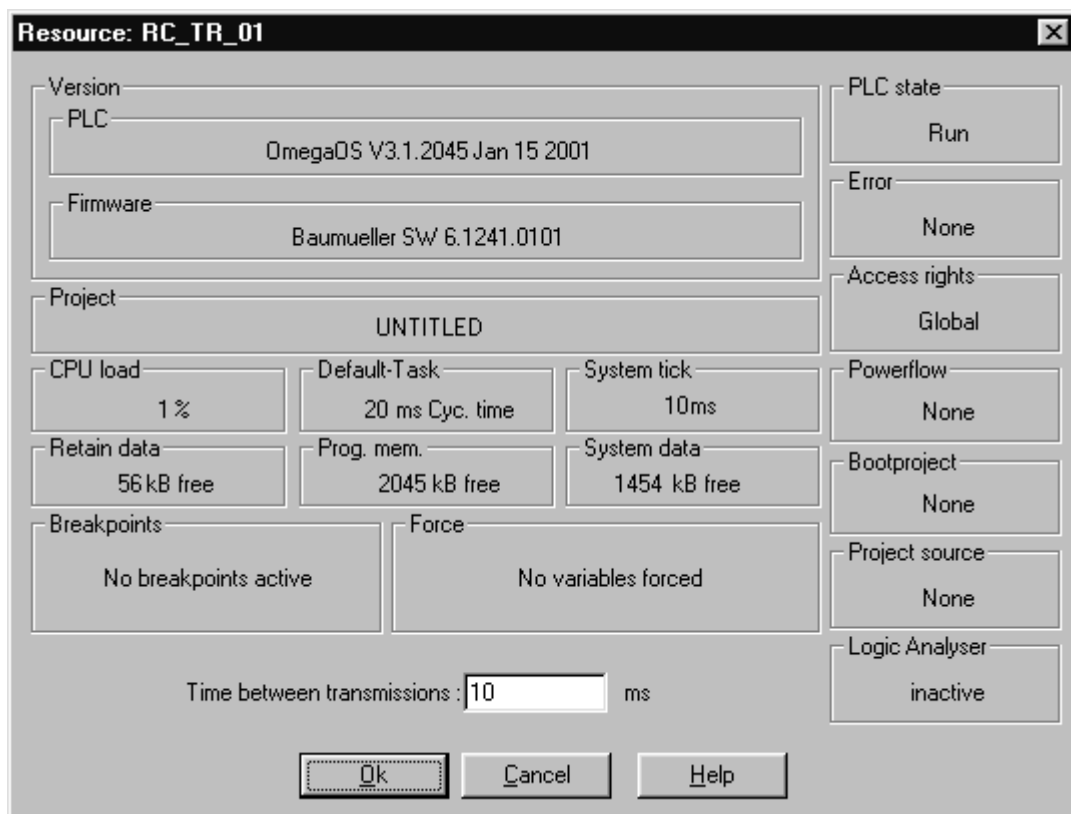 Resource: RC_TR_01
Version
PLC
OmegaOS V3.1.2045 Jan 15 2001
Firmware
Baumueller SW 6.1241.0101
Project
UNTITLED
CPU load
1 %
Default-Task
20 ms Cyc. time
System tick
10ms
Retain data
56 kB free
Prog. mem.
2045 kB free
System data
1454 kB free
Breakpoints
No breakpoints active
Force
No variables forced
PLC state
Run
Error
None
Access rights
Global
Powerflow
None
Bootproject
None
Project source
None
Logic Analyser
inactive
Time between transmissions : 10 ms
Ok
Cancel
Help